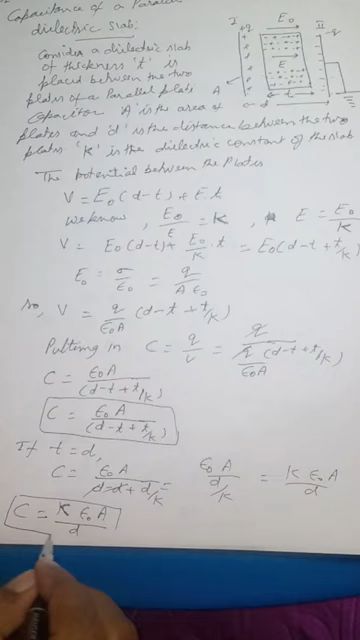 Capacitance of a Parallel
dielectric Slab:
Consider a dielectric slab
of thickness 't' is
placed between the two
plates of a Parallel plate
Capacitor 'A' is the area of
plates and 'd' is the distance between the two
plates 'K' is the dielectric constant of the slab
I E₀ II
+q -q
E
A
t
d
The potential between the Plates
V = E₀(d-t) + E.t
we know, E₀/E = K, E = E₀/K
V = E₀(d-t) + E₀/K . t = E₀(d-t+t/K)
E₀ = σ/ε₀ = q/Aε₀
so, V = q/ε₀A (d-t+t/K)
Putting in C = q/V = q/(q/ε₀A (d-t+t/K))
C = ε₀A/(d-t+t/K)
C = ε₀A/(d-t+t/K)
If t = d,
C = ε₀A/(d-d+d/K) = ε₀A/(d/K) = Kε₀A/d
C = Kε₀A/d